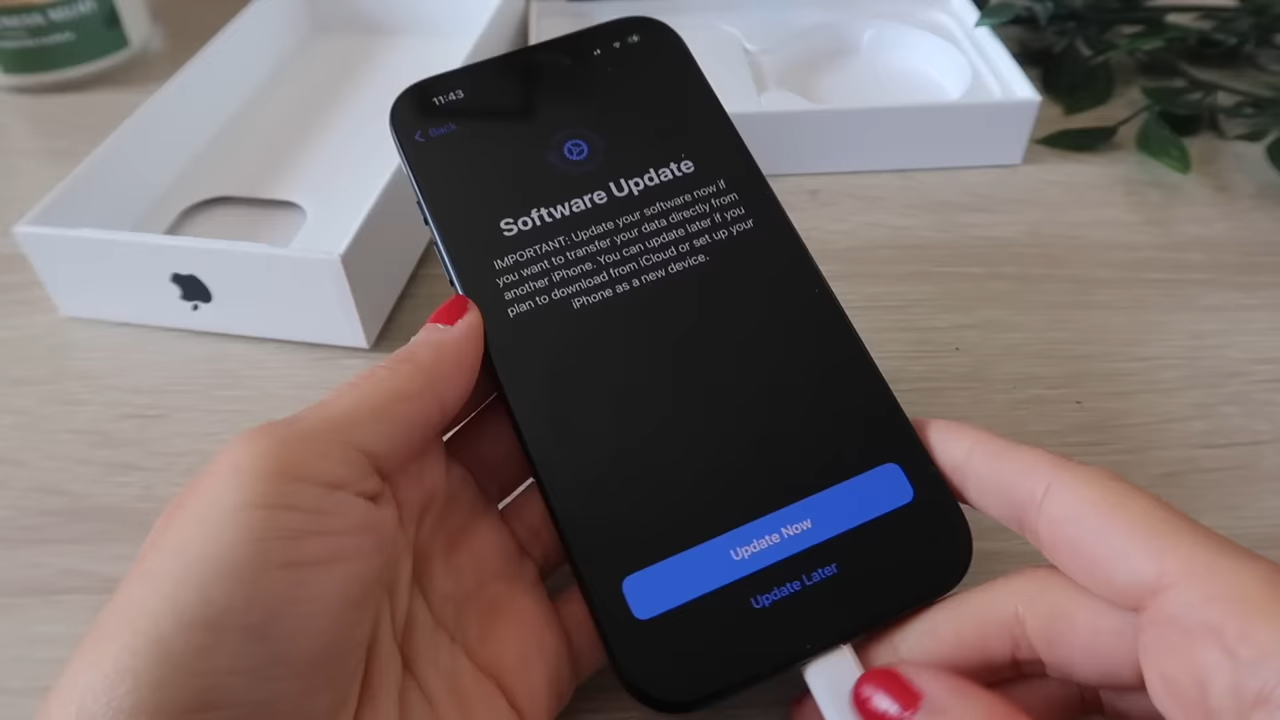 11:43
Back
Software Update
IMPORTANT: Update your software now if
you want to transfer your data directly from
another iPhone. You can update later if you
plan to download from iCloud or set up your
iPhone as a new device.
Update Now
Update Later